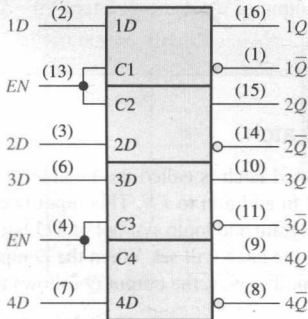 1D (2) 1D (16) 1Q
EN (13) C1 (1) 1Q̅
C2 (15) 2Q
2D (3) 2D (14) 2Q̅
3D (6) 3D (10) 3Q
EN (4) C3 (11) 3Q̅
C4 (9) 4Q
4D (7) 4D (8) 4Q̅